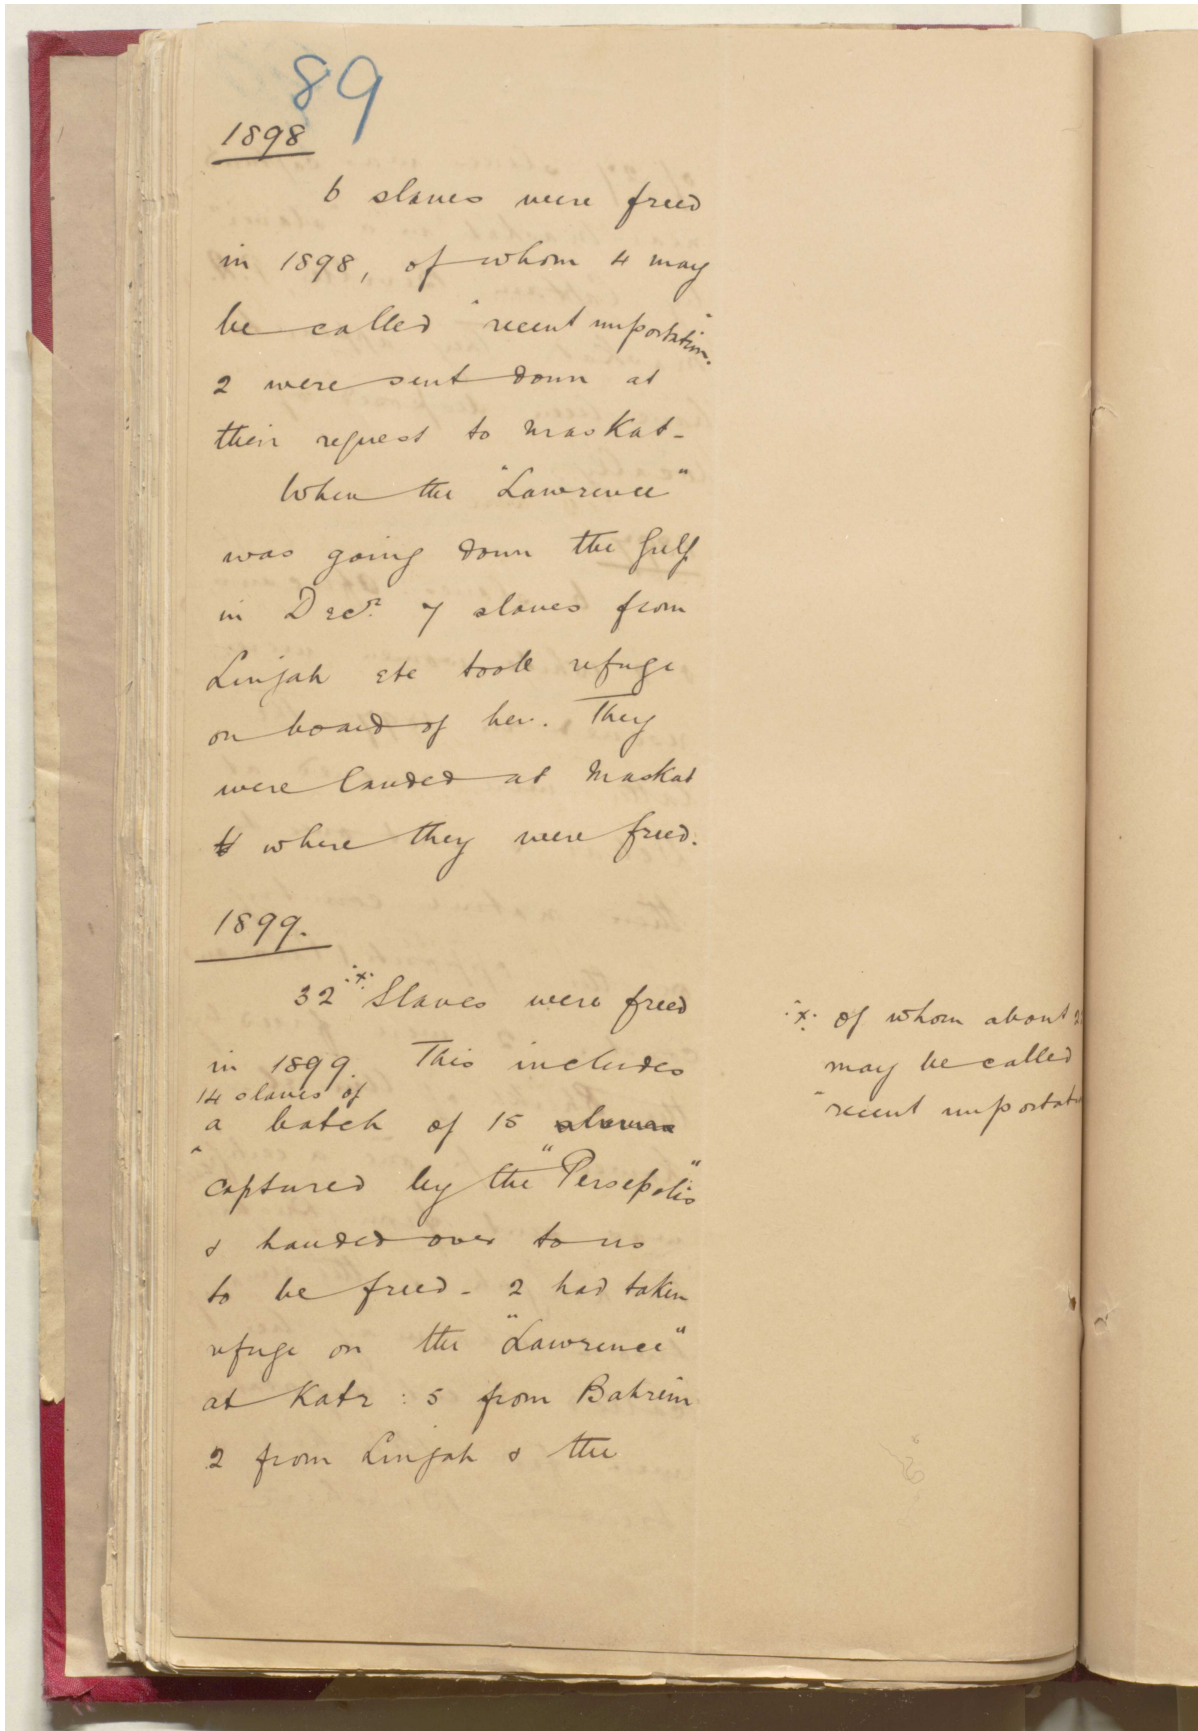 89
1898
6 slaves were freed
in 1898, of whom 4 may
be called "recent importation".
2 were sent down at
their request to Maskat -
When the "Lawrence"
was going down the Gulf
in Decr. 7 slaves from
Linjah etc took refuge
on board of her. They
were landed at Maskat
where they were freed.
1899.
32 Slaves were freed
in 1899. This includes
14 slaves of
a batch of 15 slaves
captured by the "Persepolis"
& handed over to us
to be freed - 2 had taken
refuge on the "Lawrence"
at Katr : 5 from Bahrein
2 from Linjah & the
of whom about
may be called
"recent